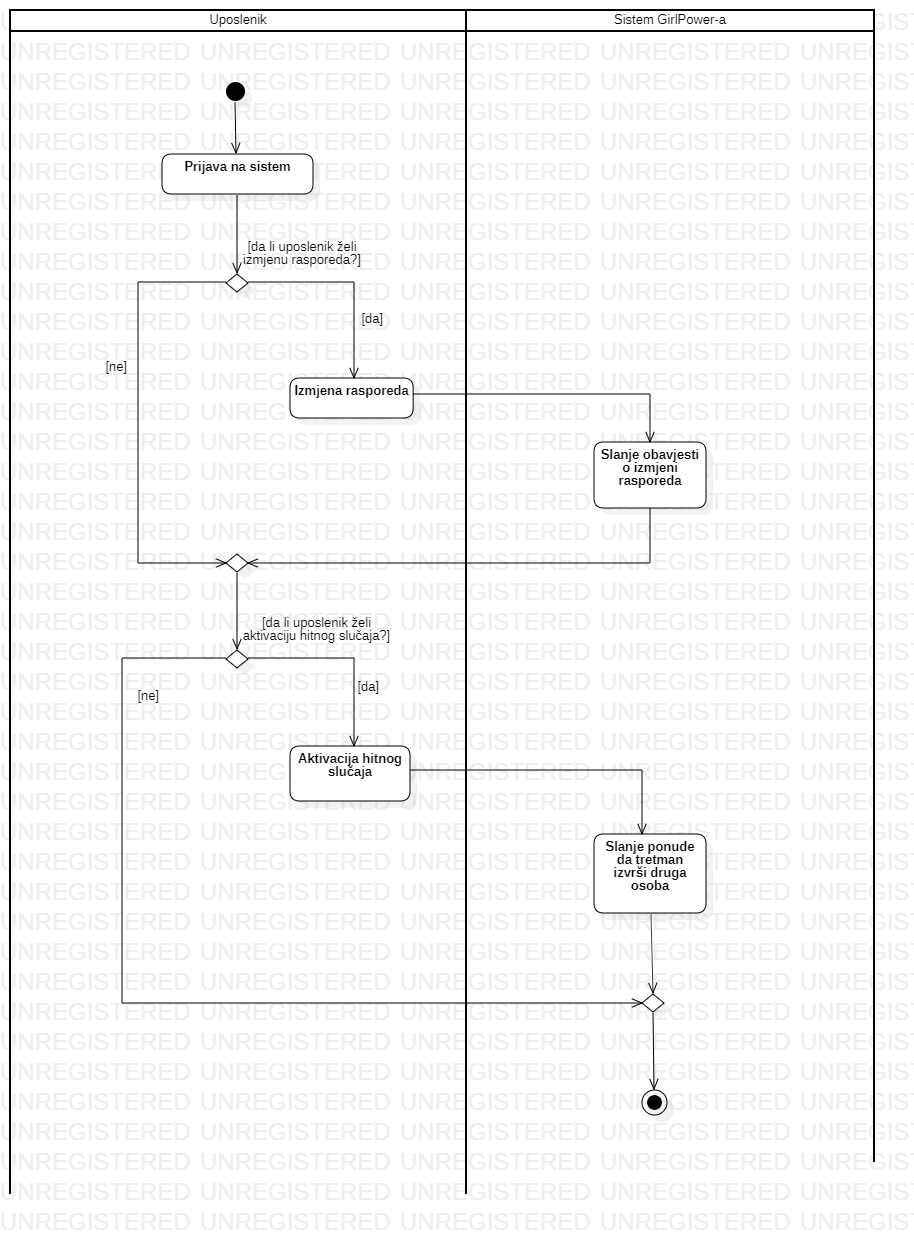 Uposlenik
Sistem GirlPower-a
Prijava na sistem
[da li uposlenik želi
izmjenu rasporeda?]
[da]
[ne]
Izmjena rasporeda
Slanje obavjesti
o izmjeni
rasporeda
[da li uposlenik želi
aktivaciju hitnog slučaja?]
[da]
[ne]
Aktivacija hitnog
slučaja
Slanje ponude
da tretman
izvrši druga
osoba
UNREGISTERED